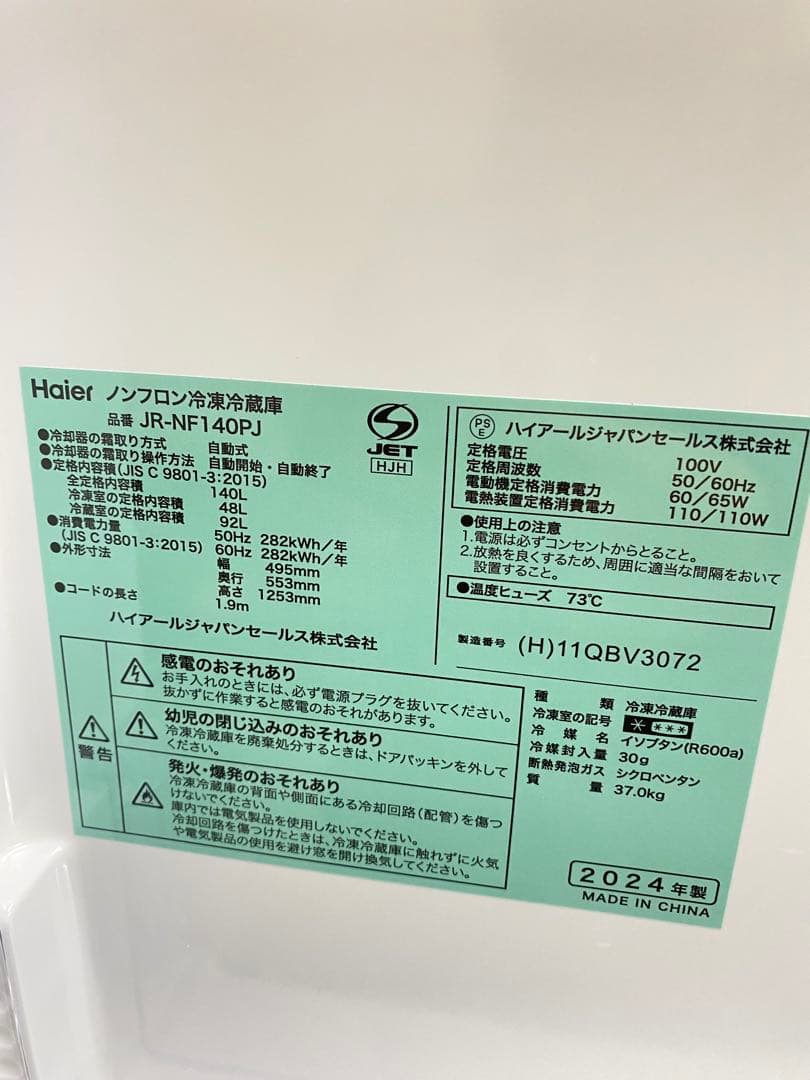 Haier ノンフロン冷凍冷蔵庫
品番 JR-NF140PJ
●冷却器の霜取り方式 自動式
●冷却器の霜取り操作方法 自動開始・自動終了
●定格内容積(JIS C 9801-3:2015)
全定格内容積 140L
冷凍室の定格内容積 48L
冷蔵室の定格内容積 92L
●消費電力量 50Hz 282kWh/年
(JIS C 9801-3:2015) 60Hz 282kWh/年
●外形寸法 幅 495mm
奥行 553mm
高さ 1253mm
●コードの長さ 1.9m
ハイアールジャパンセールス株式会社
S
JET
HJH
PS
E
ハイアールジャパンセールス株式会社
定格電圧 100V
定格周波数 50/60Hz
電動機定格消費電力 60/65W
電熱装置定格消費電力 110/110W
●使用上の注意
1.電源は必ずコンセントからとること。
2.放熱を良くするため、周囲に適当な間隔をおいて
設置すること。
●温度ヒューズ 73℃
製造番号 (H)11QBV3072
警告
感電のおそれあり
お手入れのときには、必ず電源プラグを抜いてください。
抜かずに作業すると感電のおそれがあります。
幼児の閉じ込みのおそれあり
冷凍冷蔵庫を廃棄処分するときは、ドアパッキンを外して
ください。
発火・爆発のおそれあり
冷凍冷蔵庫の背面や側面にある冷却回路(配管)を傷つ
けないでください。
庫内では電気製品を使用しないでください。
冷却回路を傷つけたときは、冷凍冷蔵庫に触れずに火気
や電気製品の使用を避け窓を開け換気してください。
種類 冷凍冷蔵庫
冷凍室の記号 * ***
冷媒名 イソブタン(R600a)
冷媒封入量 30g
断熱発泡ガス シクロペンタン
質量 37.0kg
2024年製
MADE IN CHINA